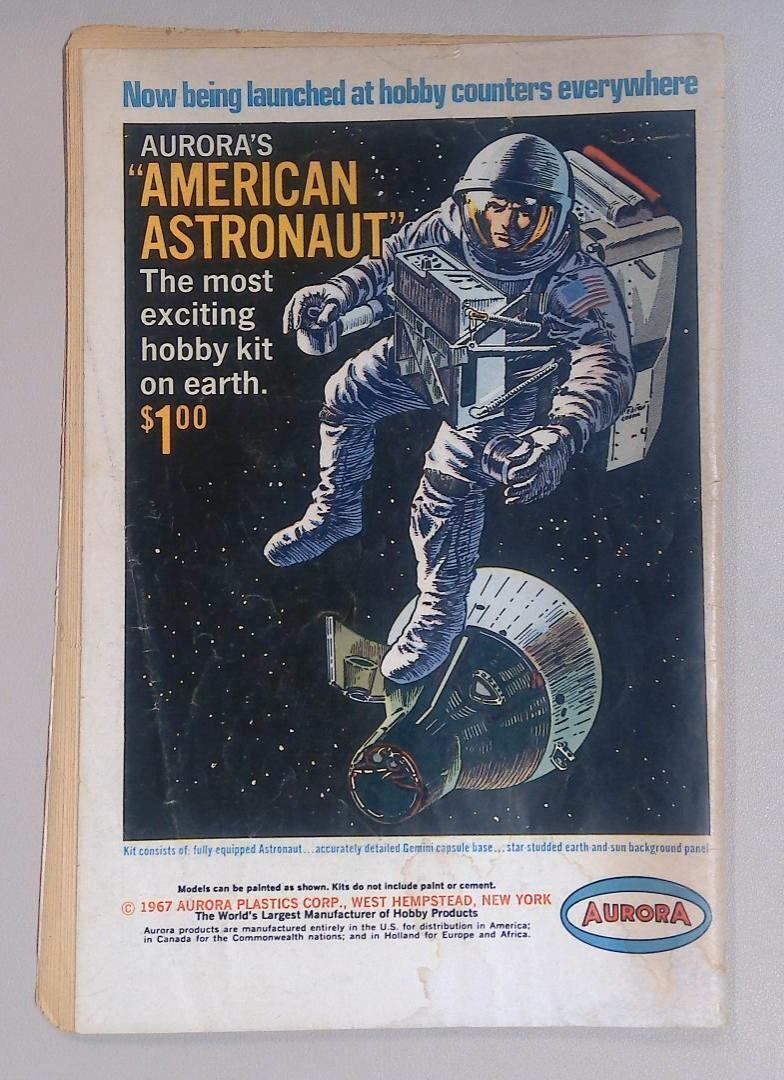 Now being launched at hobby counters everywhere
AURORA'S
"AMERICAN
ASTRONAUT"
The most
exciting
hobby kit
on earth.
$1.00
Kit consists of: fully equipped Astronaut...accurately detailed Gemini capsule base...star-studded earth-and-sun background panel
Models can be painted as shown. Kits do not include paint or cement.
© 1967 AURORA PLASTICS CORP., WEST HEMPSTEAD, NEW YORK
The World's Largest Manufacturer of Hobby Products
Aurora products are manufactured entirely in the U.S. for distribution in America;
in Canada for the Commonwealth nations; and in Holland for Europe and Africa.
AURORA